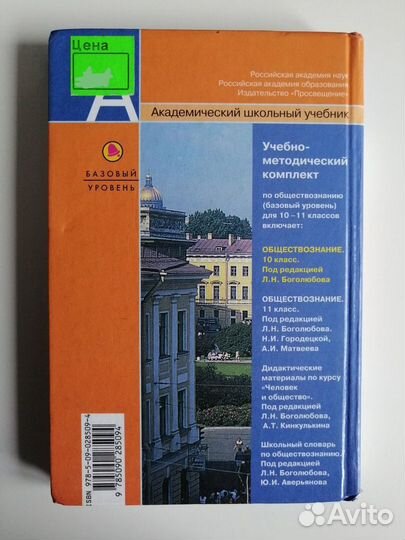 Цена
Российская академия наук
Российская академия образования
Издательство «Просвещение»
А
Академический школьный учебник
БАЗОВЫЙ
УРОВЕНЬ
Учебно-
методический
комплект
по обществознанию
(базовый уровень)
для 10–11 классов
включает:
ОБЩЕСТВОЗНАНИЕ.
10 класс.
Под редакцией
Л.Н. Боголюбова
ОБЩЕСТВОЗНАНИЕ.
11 класс.
Под редакцией
Л.Н. Боголюбова,
Н.И. Городецкой,
А.И. Матвеева
Дидактические
материалы по курсу
«Человек
и общество».
Под редакцией
Л.Н. Боголюбова,
А.Т. Кинкулькина
Школьный словарь
по обществознанию.
Под редакцией
Л.Н. Боголюбова,
Ю.И. Аверьянова
ISBN 978-5-09-028509-4
9 785090 285094
Avito